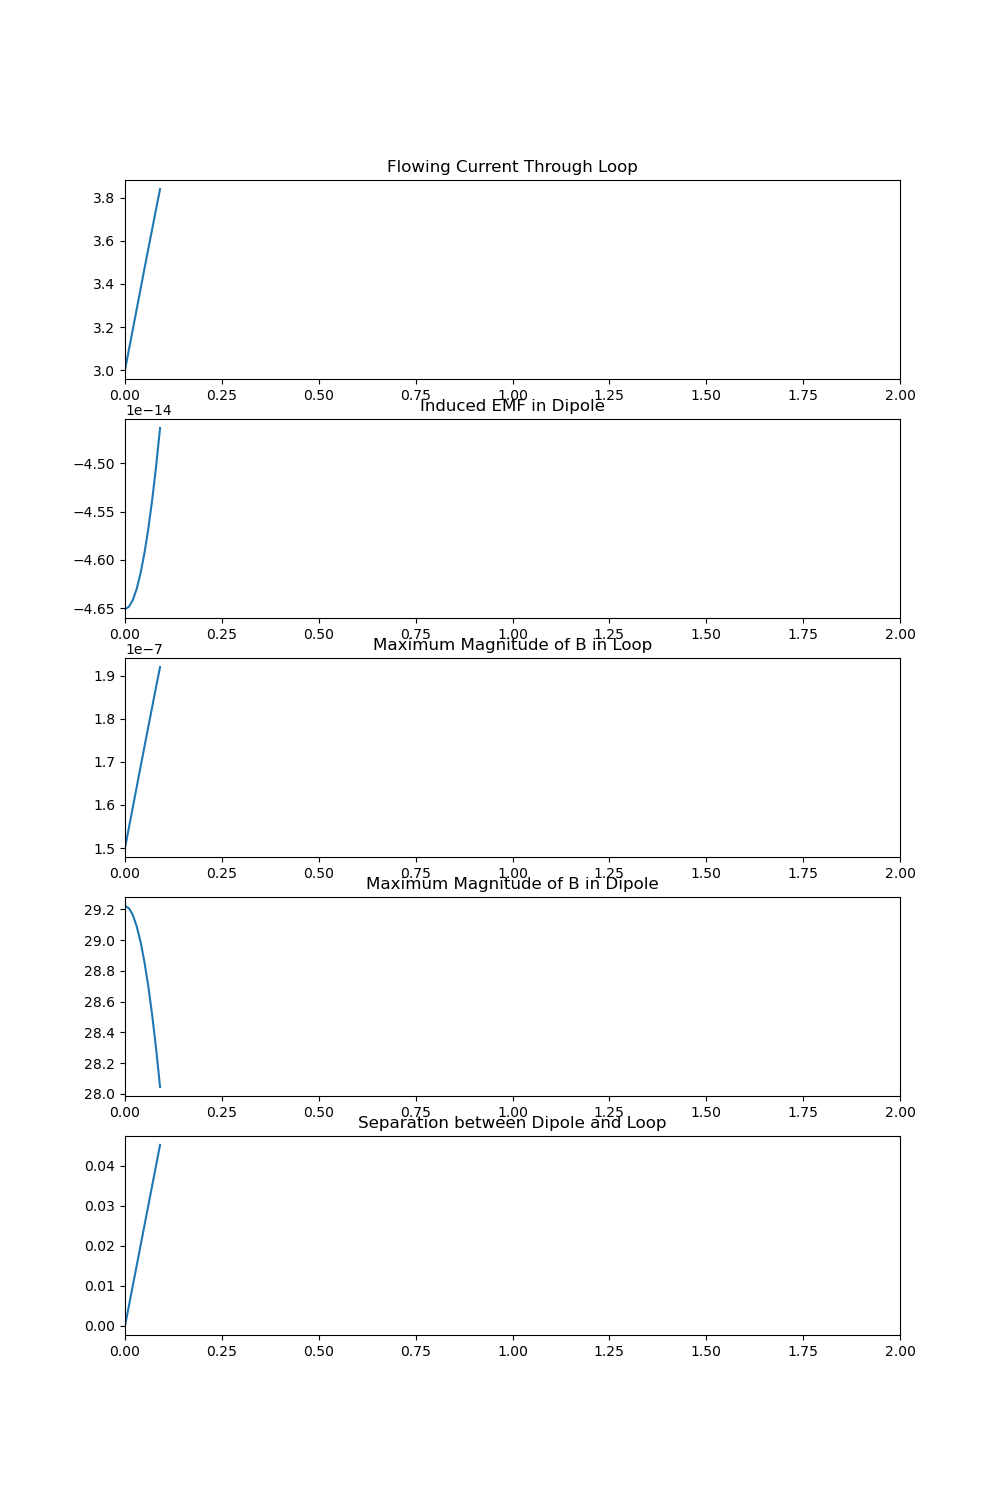 Flowing Current Through Loop
3.8
3.6
3.4
3.2
3.0
0.00 0.25 0.50 0.75 1.00 1.25 1.50 1.75 2.00
1e−14
Induced EMF in Dipole
−4.50
−4.55
−4.60
−4.65
0.00 0.25 0.50 0.75 1.00 1.25 1.50 1.75 2.00
1e−7
Maximum Magnitude of B in Loop
1.9
1.8
1.7
1.6
1.5
0.00 0.25 0.50 0.75 1.00 1.25 1.50 1.75 2.00
Maximum Magnitude of B in Dipole
29.2
29.0
28.8
28.6
28.4
28.2
28.0
0.00 0.25 0.50 0.75 1.00 1.25 1.50 1.75 2.00
Separation between Dipole and Loop
0.04
0.03
0.02
0.01
0.00
0.00 0.25 0.50 0.75 1.00 1.25 1.50 1.75 2.00